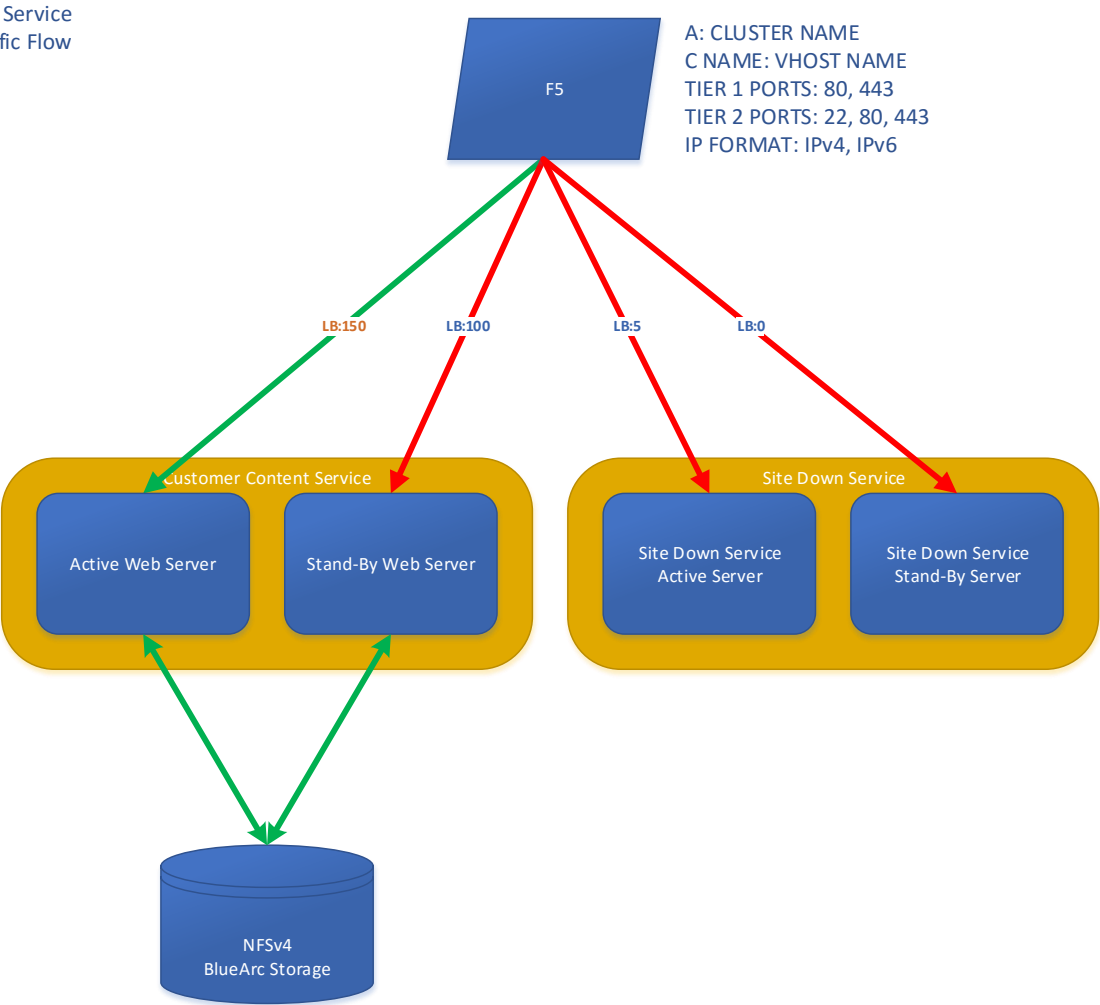 Service
fic Flow
F5
A: CLUSTER NAME
C NAME: VHOST NAME
TIER 1 PORTS: 80, 443
TIER 2 PORTS: 22, 80, 443
IP FORMAT: IPv4, IPv6
LB:150
LB:100
LB:5
LB:0
Customer Content Service
Site Down Service
Active Web Server
Stand-By Web Server
Site Down Service
Active Server
Site Down Service
Stand-By Server
NFSv4
BlueArc Storage